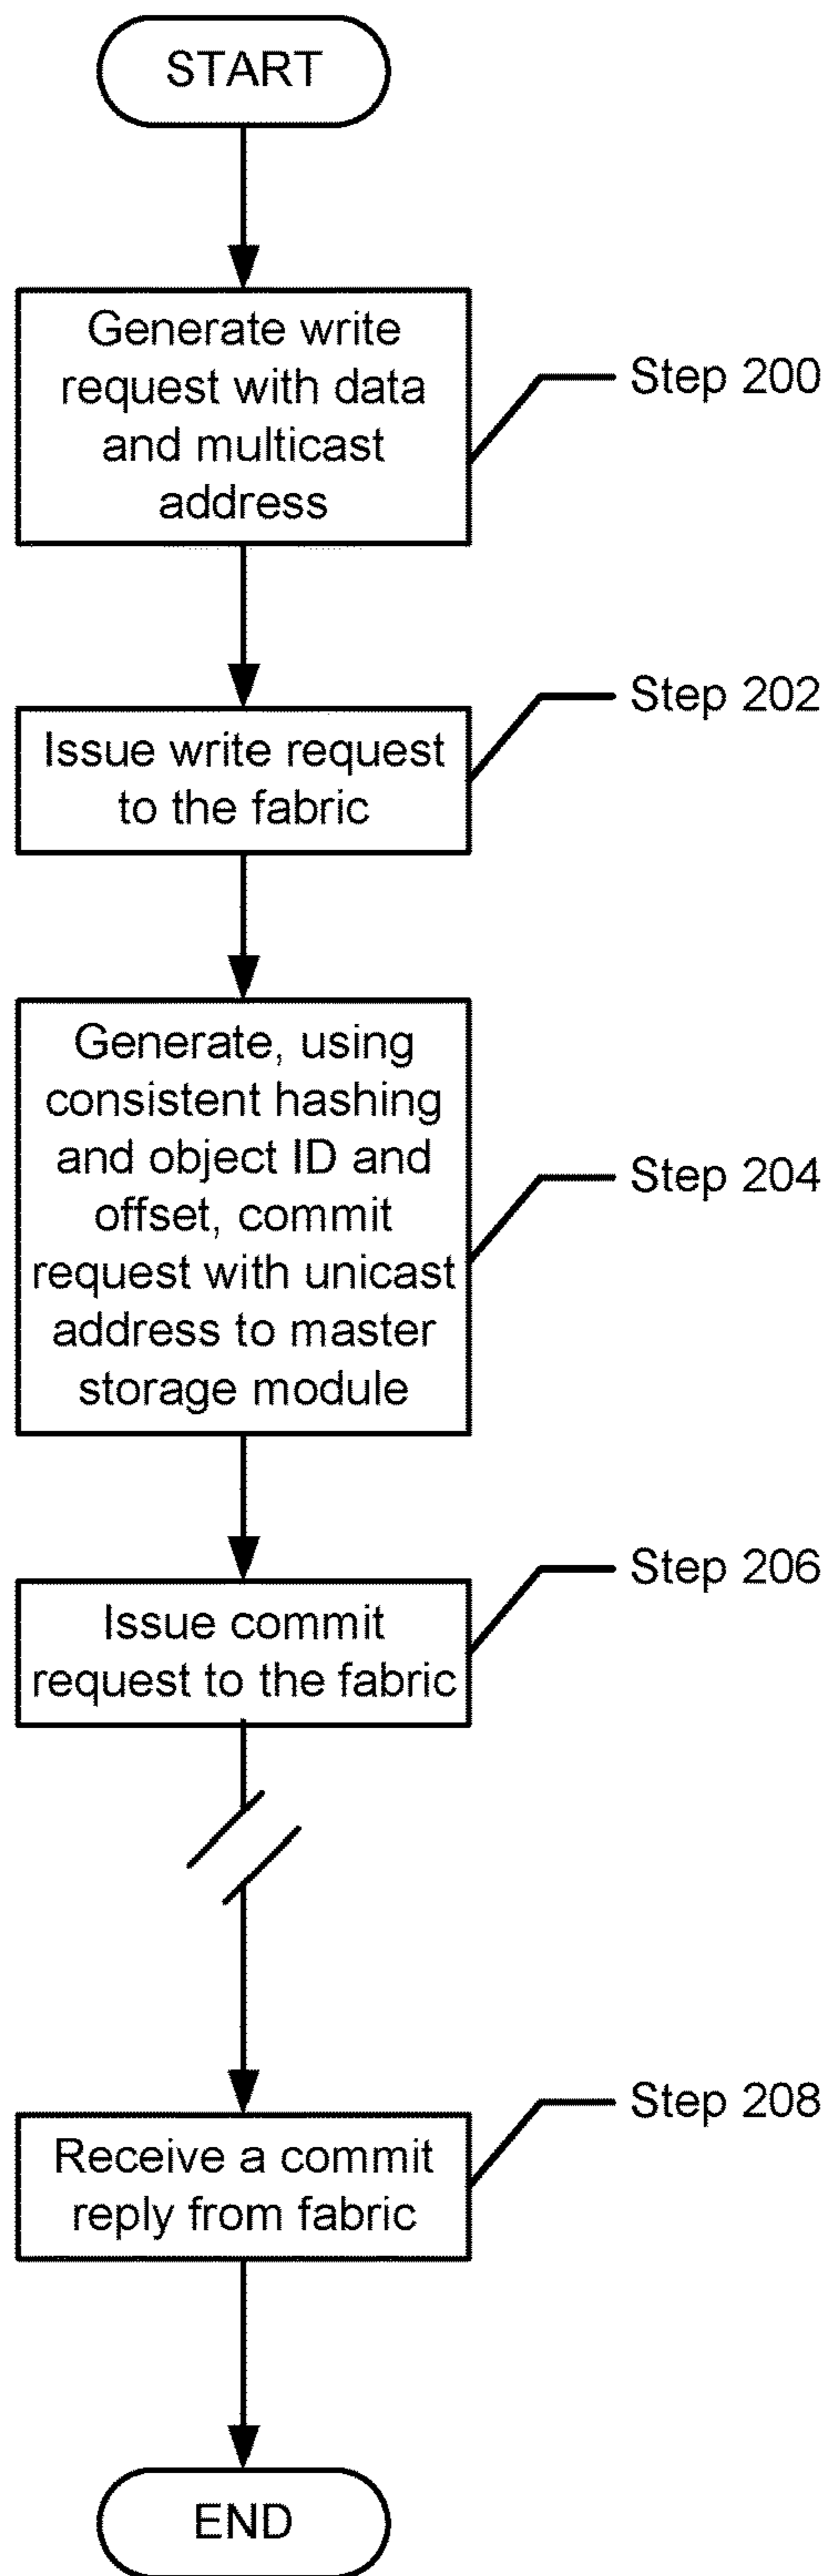 START
Generate write
request with data
and multicast
address
Step 200
Issue write request
to the fabric
Step 202
Generate, using
consistent hashing
and object ID and
offset, commit
request with unicast
address to master
storage module
Step 204
Issue commit
request to the fabric
Step 206
Receive a commit
reply from fabric
Step 208
END